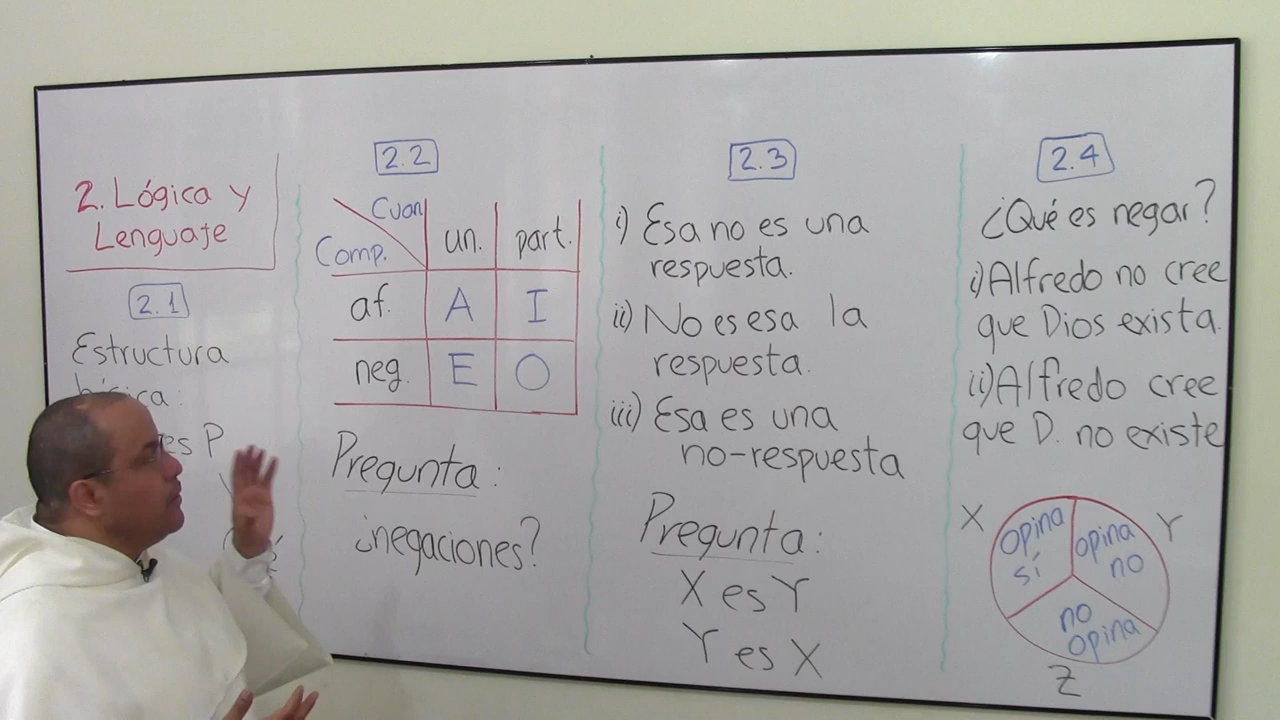 2. Lógica y
Lenguaje
2.1
Estructura
es P
2.2
Cuan
Comp.
un. part.
af. A I
neg. E O
Pregunta:
¿negaciones?
2.3
i) Esa no es una
respuesta.
ii) No es esa la
respuesta.
iii) Esa es una
no-respuesta
Pregunta:
X es Y
Y es X
2.4
¿Qué es negar?
i) Alfredo no cree
que Dios exista.
ii) Alfredo cree
que D. no existe
X Y
opina
sí
opina
no
no
opina
Z